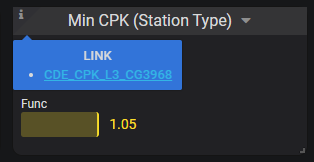 Min CPK (Station Type)
LINK
CDE_CPK_L3_CG3968
Func
1.05